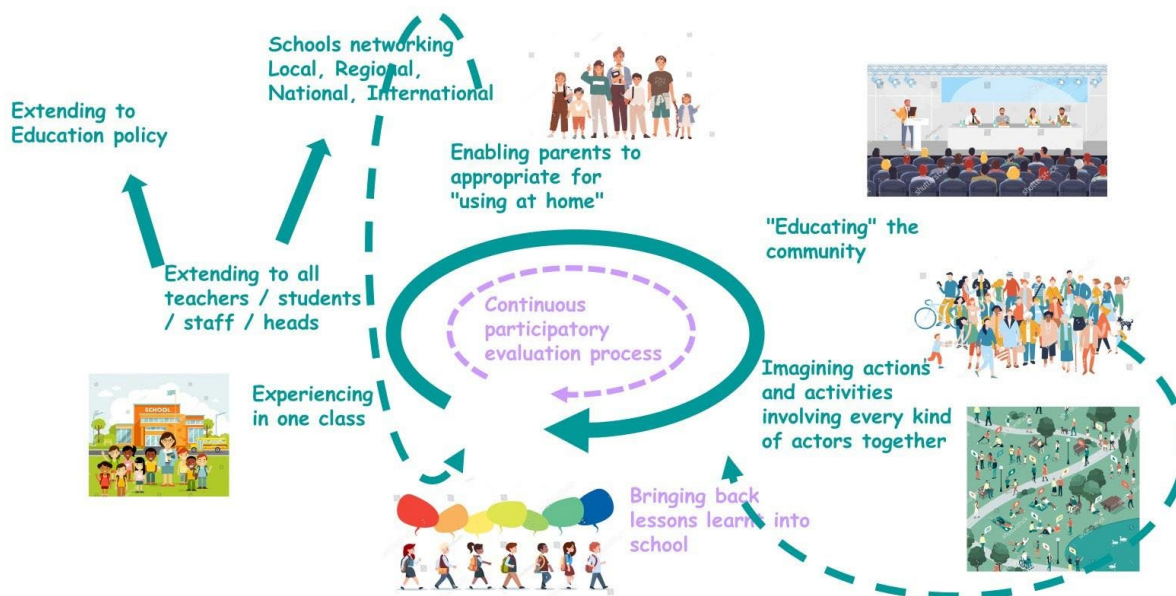 Schools networking
Local, Regional,
National, International
Extending to
Education policy
Enabling parents to
appropriate for
"using at home"
"Educating" the
community
Extending to all
teachers / students
/ staff / heads
Continuous
participatory
evaluation process
Experiencing
in one class
SCHOOL
Imagining actions
and activities
involving every kind
of actors together
Bringing back
lessons learnt into
school